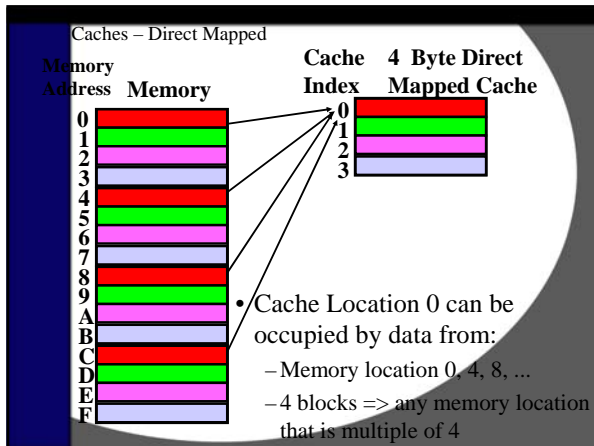 Caches – Direct Mapped
Memory
Address
Memory
0
1
2
3
4
5
6
7
8
9
A
B
C
D
E
F
Cache 4 Byte Direct
Index Mapped Cache
0
1
2
3
• Cache Location 0 can be
occupied by data from:
– Memory location 0, 4, 8, ...
– 4 blocks => any memory location
that is multiple of 4